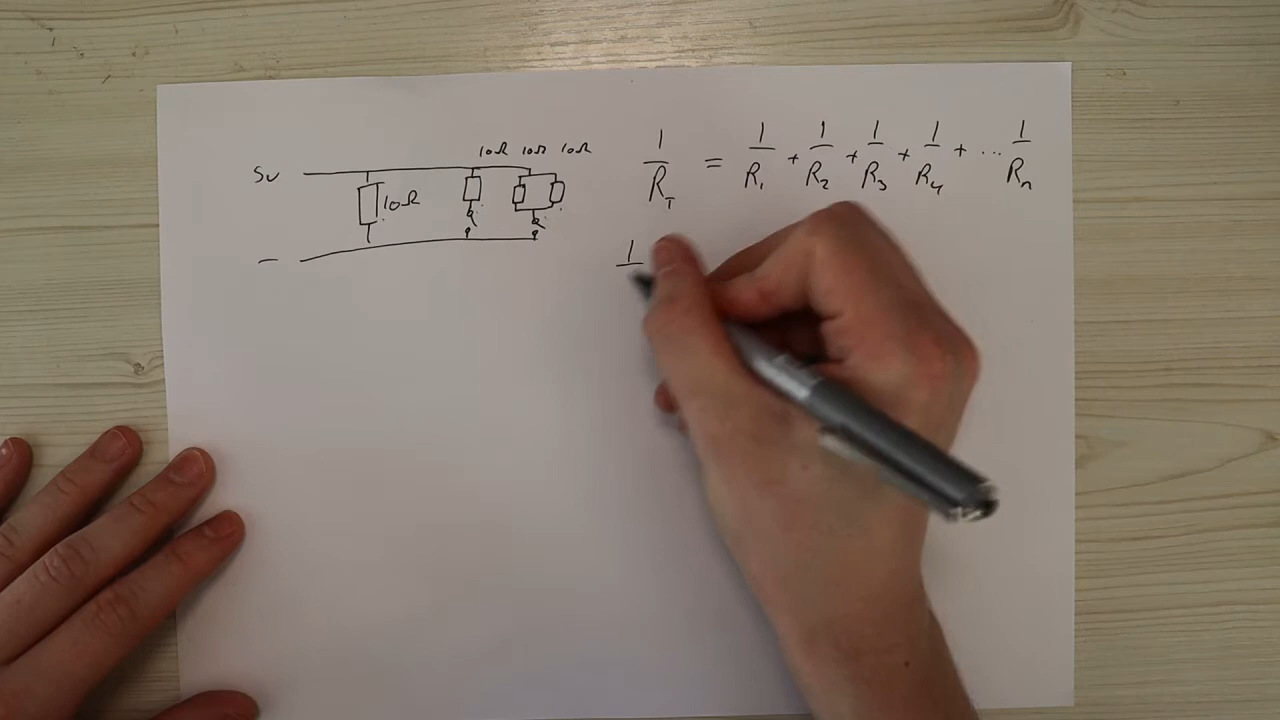 10Ω 10Ω 10Ω
5v
10Ω
–
1/R_T = 1/R_1 + 1/R_2 + 1/R_3 + 1/R_4 + ... 1/R_n
1